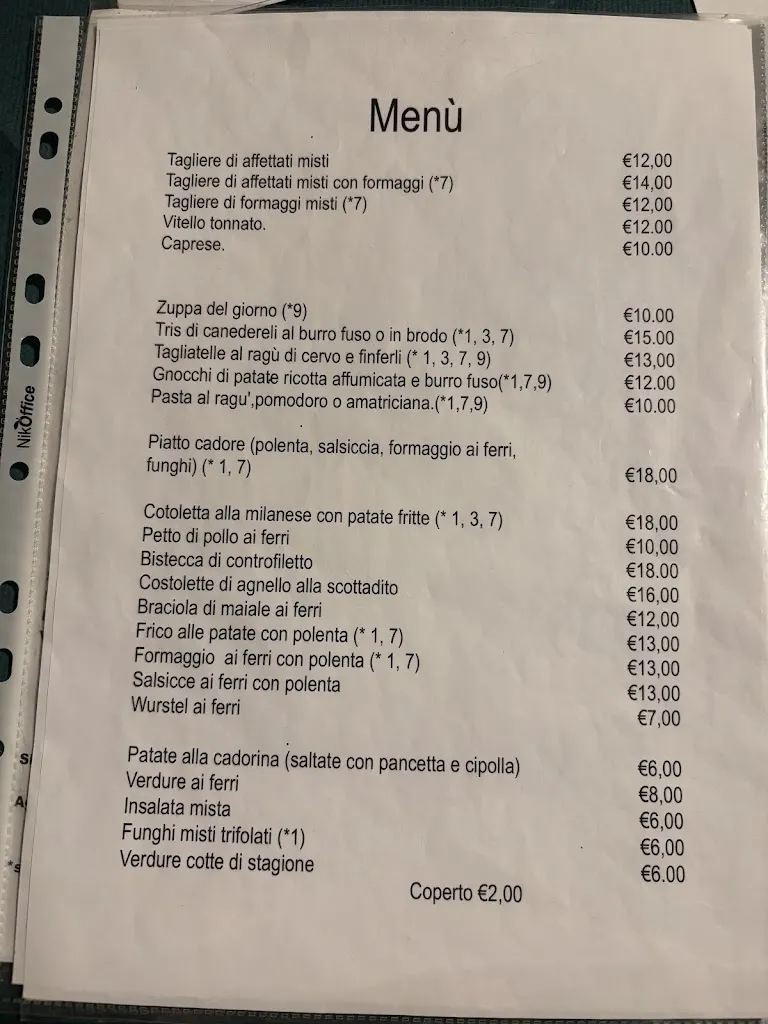 Menù
Tagliere di affettati misti €12,00
Tagliere di affettati misti con formaggi (*7) €14,00
Tagliere di formaggi misti (*7) €12,00
Vitello tonnato. €12.00
Caprese. €10.00
Zuppa del giorno (*9) €10.00
Tris di canedereli al burro fuso o in brodo (*1, 3, 7) €15.00
Tagliatelle al ragù di cervo e finferli (* 1, 3, 7, 9) €13,00
Gnocchi di patate ricotta affumicata e burro fuso(*1,7,9) €12.00
Pasta al ragu',pomodoro o amatriciana.(*1,7,9) €10.00
Piatto cadore (polenta, salsiccia, formaggio ai ferri,
funghi) (* 1, 7) €18,00
Cotoletta alla milanese con patate fritte (* 1, 3, 7) €18,00
Petto di pollo ai ferri €10,00
Bistecca di controfiletto €18.00
Costolette di agnello alla scottadito €16,00
Braciola di maiale ai ferri €12,00
Frico alle patate con polenta (* 1, 7) €13,00
Formaggio  ai ferri con polenta (* 1, 7) €13,00
Salsicce ai ferri con polenta €13,00
Wurstel ai ferri €7,00
Patate alla cadorina (saltate con pancetta e cipolla) €6,00
Verdure ai ferri €8,00
Insalata mista €6,00
Funghi misti trifolati (*1) €6,00
Verdure cotte di stagione €6.00
Coperto €2,00
NikOffice